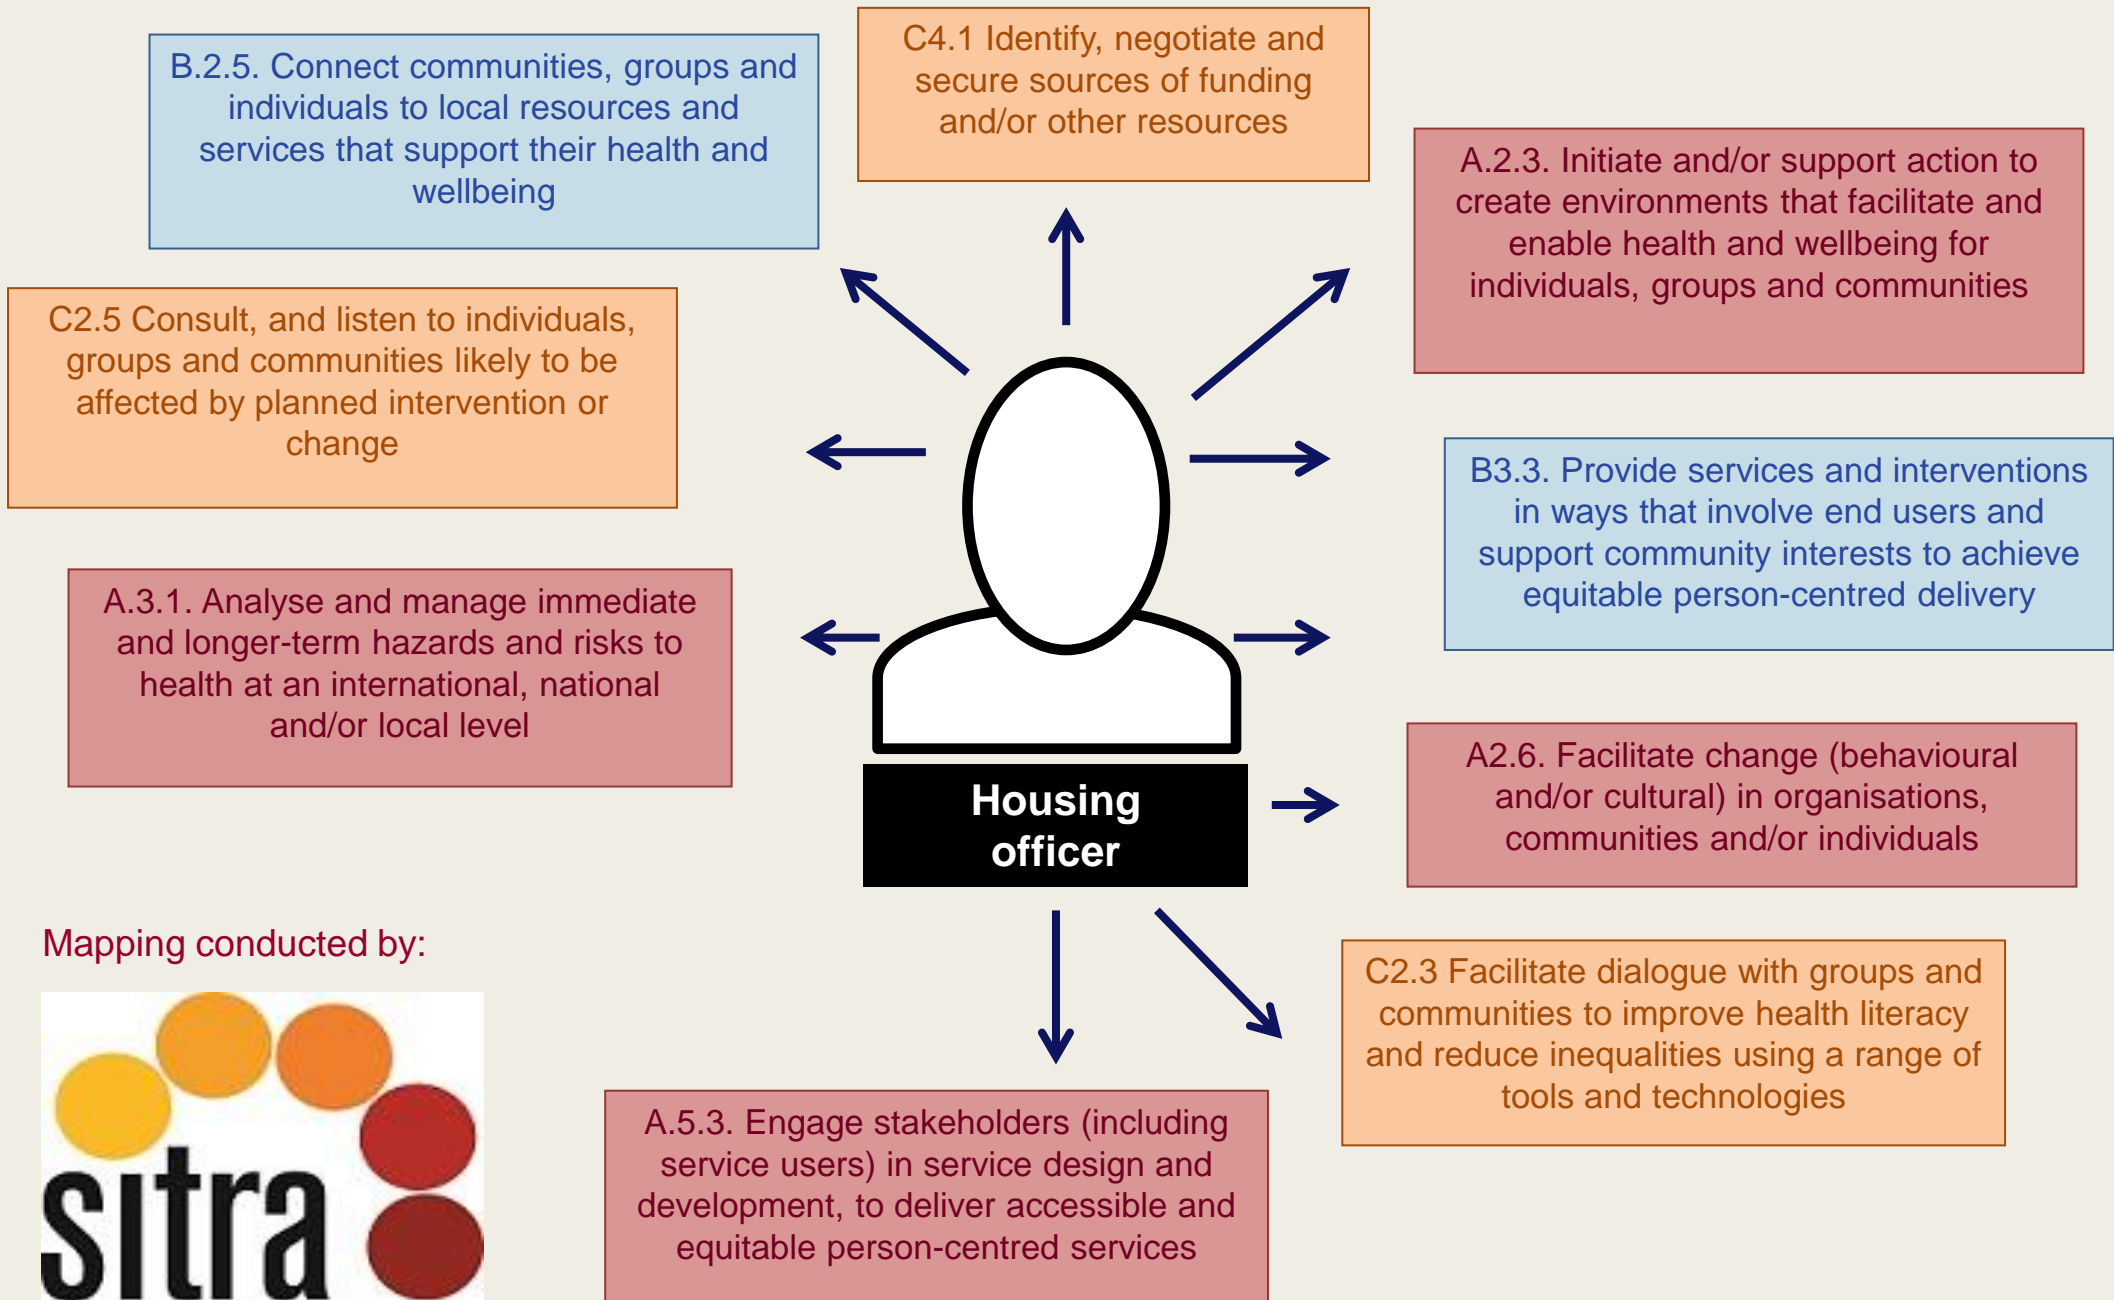 B.2.5. Connect communities, groups and
individuals to local resources and
services that support their health and
wellbeing
C4.1 Identify, negotiate and
secure sources of funding
and/or other resources
A.2.3. Initiate and/or support action to
create environments that facilitate and
enable health and wellbeing for
individuals, groups and communities
C2.5 Consult, and listen to individuals,
groups and communities likely to be
affected by planned intervention or
change
B3.3. Provide services and interventions
in ways that involve end users and
support community interests to achieve
equitable person-centred delivery
A.3.1. Analyse and manage immediate
and longer-term hazards and risks to
health at an international, national
and/or local level
A2.6. Facilitate change (behavioural
and/or cultural) in organisations,
communities and/or individuals
Housing
officer
Mapping conducted by:
sitra
C2.3 Facilitate dialogue with groups and
communities to improve health literacy
and reduce inequalities using a range of
tools and technologies
A.5.3. Engage stakeholders (including
service users) in service design and
development, to deliver accessible and
equitable person-centred services